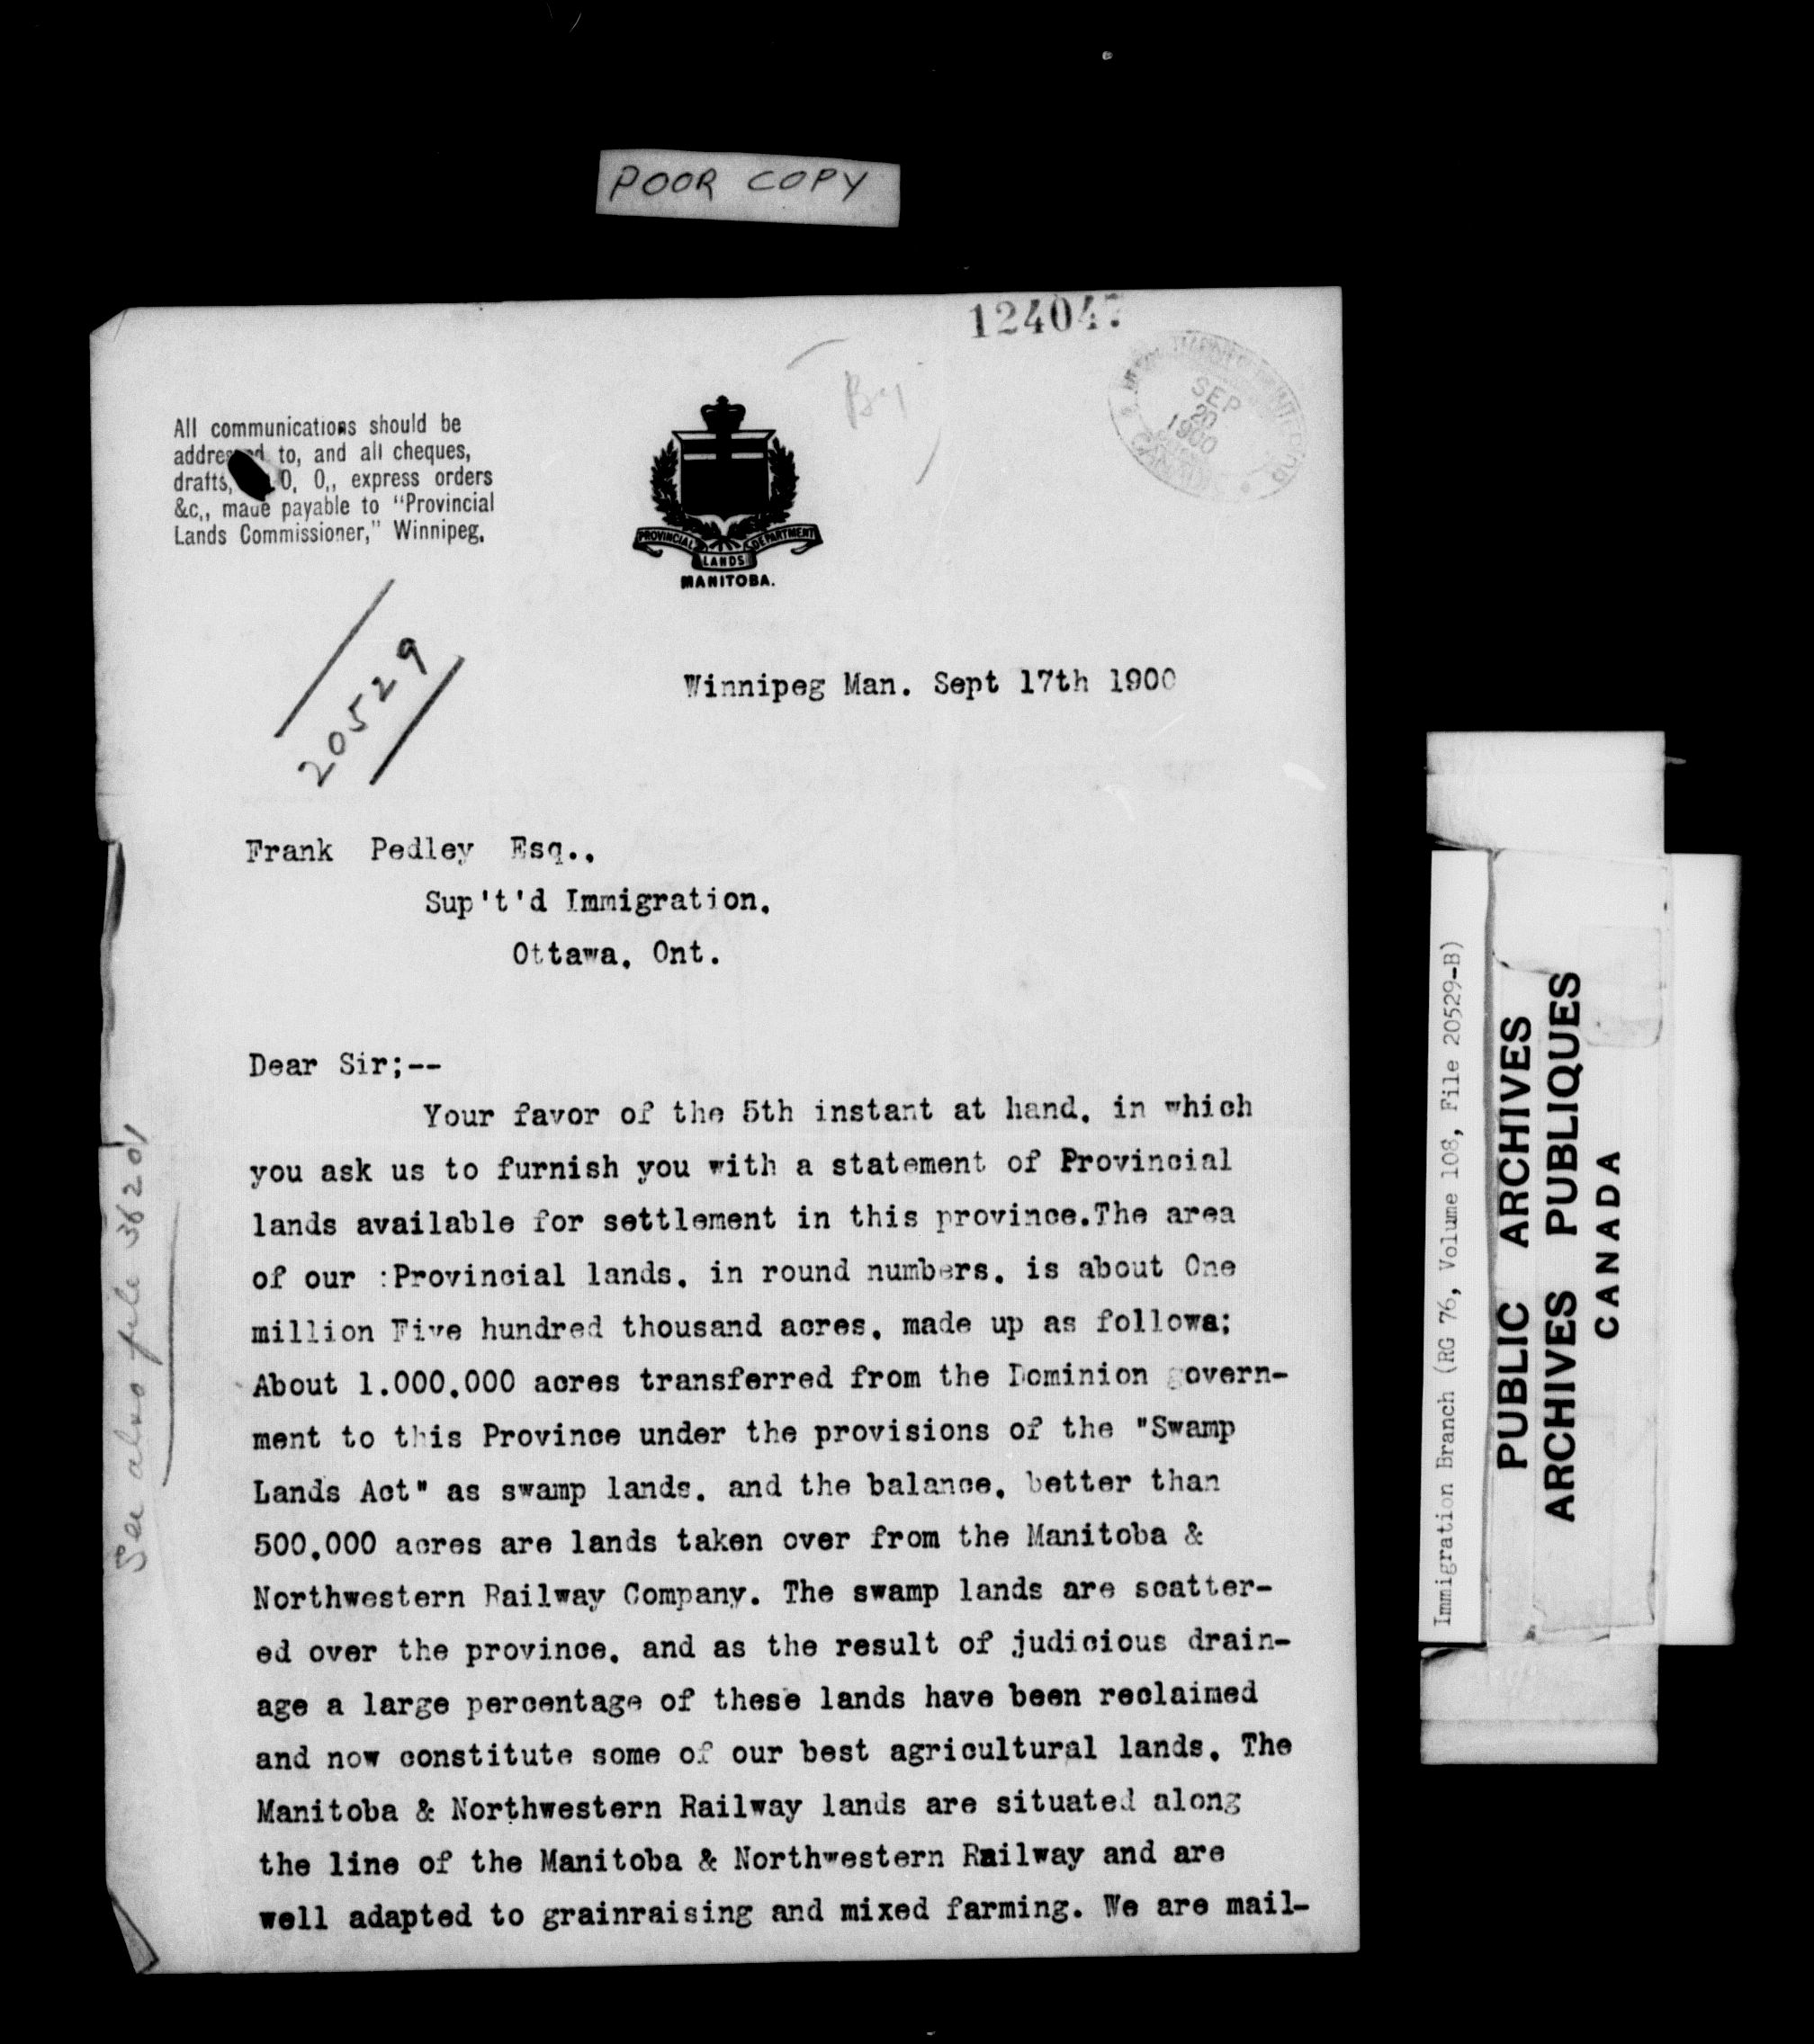 POOR COPY
124047
SEP
20
1900
All communications should be
addressed to, and all cheques,
drafts, O. O., express orders
&c., made payable to "Provincial
Lands Commissioner," Winnipeg.
PROVINCIAL LANDS DEPARTMENT
MANITOBA.
20529
Winnipeg Man. Sept 17th 1900
Frank Pedley Esq..
Sup't'd Immigration.
Ottawa. Ont.
Dear Sir;--
Your favor of the 5th instant at hand. in which
you ask us to furnish you with a statement of Provincial
lands available for settlement in this province.The area
of our :Provincial lands. in round numbers. is about One
million Five hundred thousand acres. made up as follows;
About 1.000.000 acres transferred from the Dominion govern-
ment to this Province under the provisions of the "Swamp
Lands Act" as swamp lands. and the balance. better than
500.000 acres are lands taken over from the Manitoba &
Northwestern Railway Company. The swamp lands are scatter-
ed over the province. and as the result of judicious drain-
age a large percentage of these lands have been reclaimed
and now constitute some of our best agricultural lands. The
Manitoba & Northwestern Railway lands are situated along
the line of the Manitoba & Northwestern Railway and are
well adapted to grainraising and mixed farming. We are mail-
See also file 36201
Immigration Branch (RG 76, Volume 108, File 20529-B)
PUBLIC ARCHIVES
ARCHIVES PUBLIQUES
CANADA